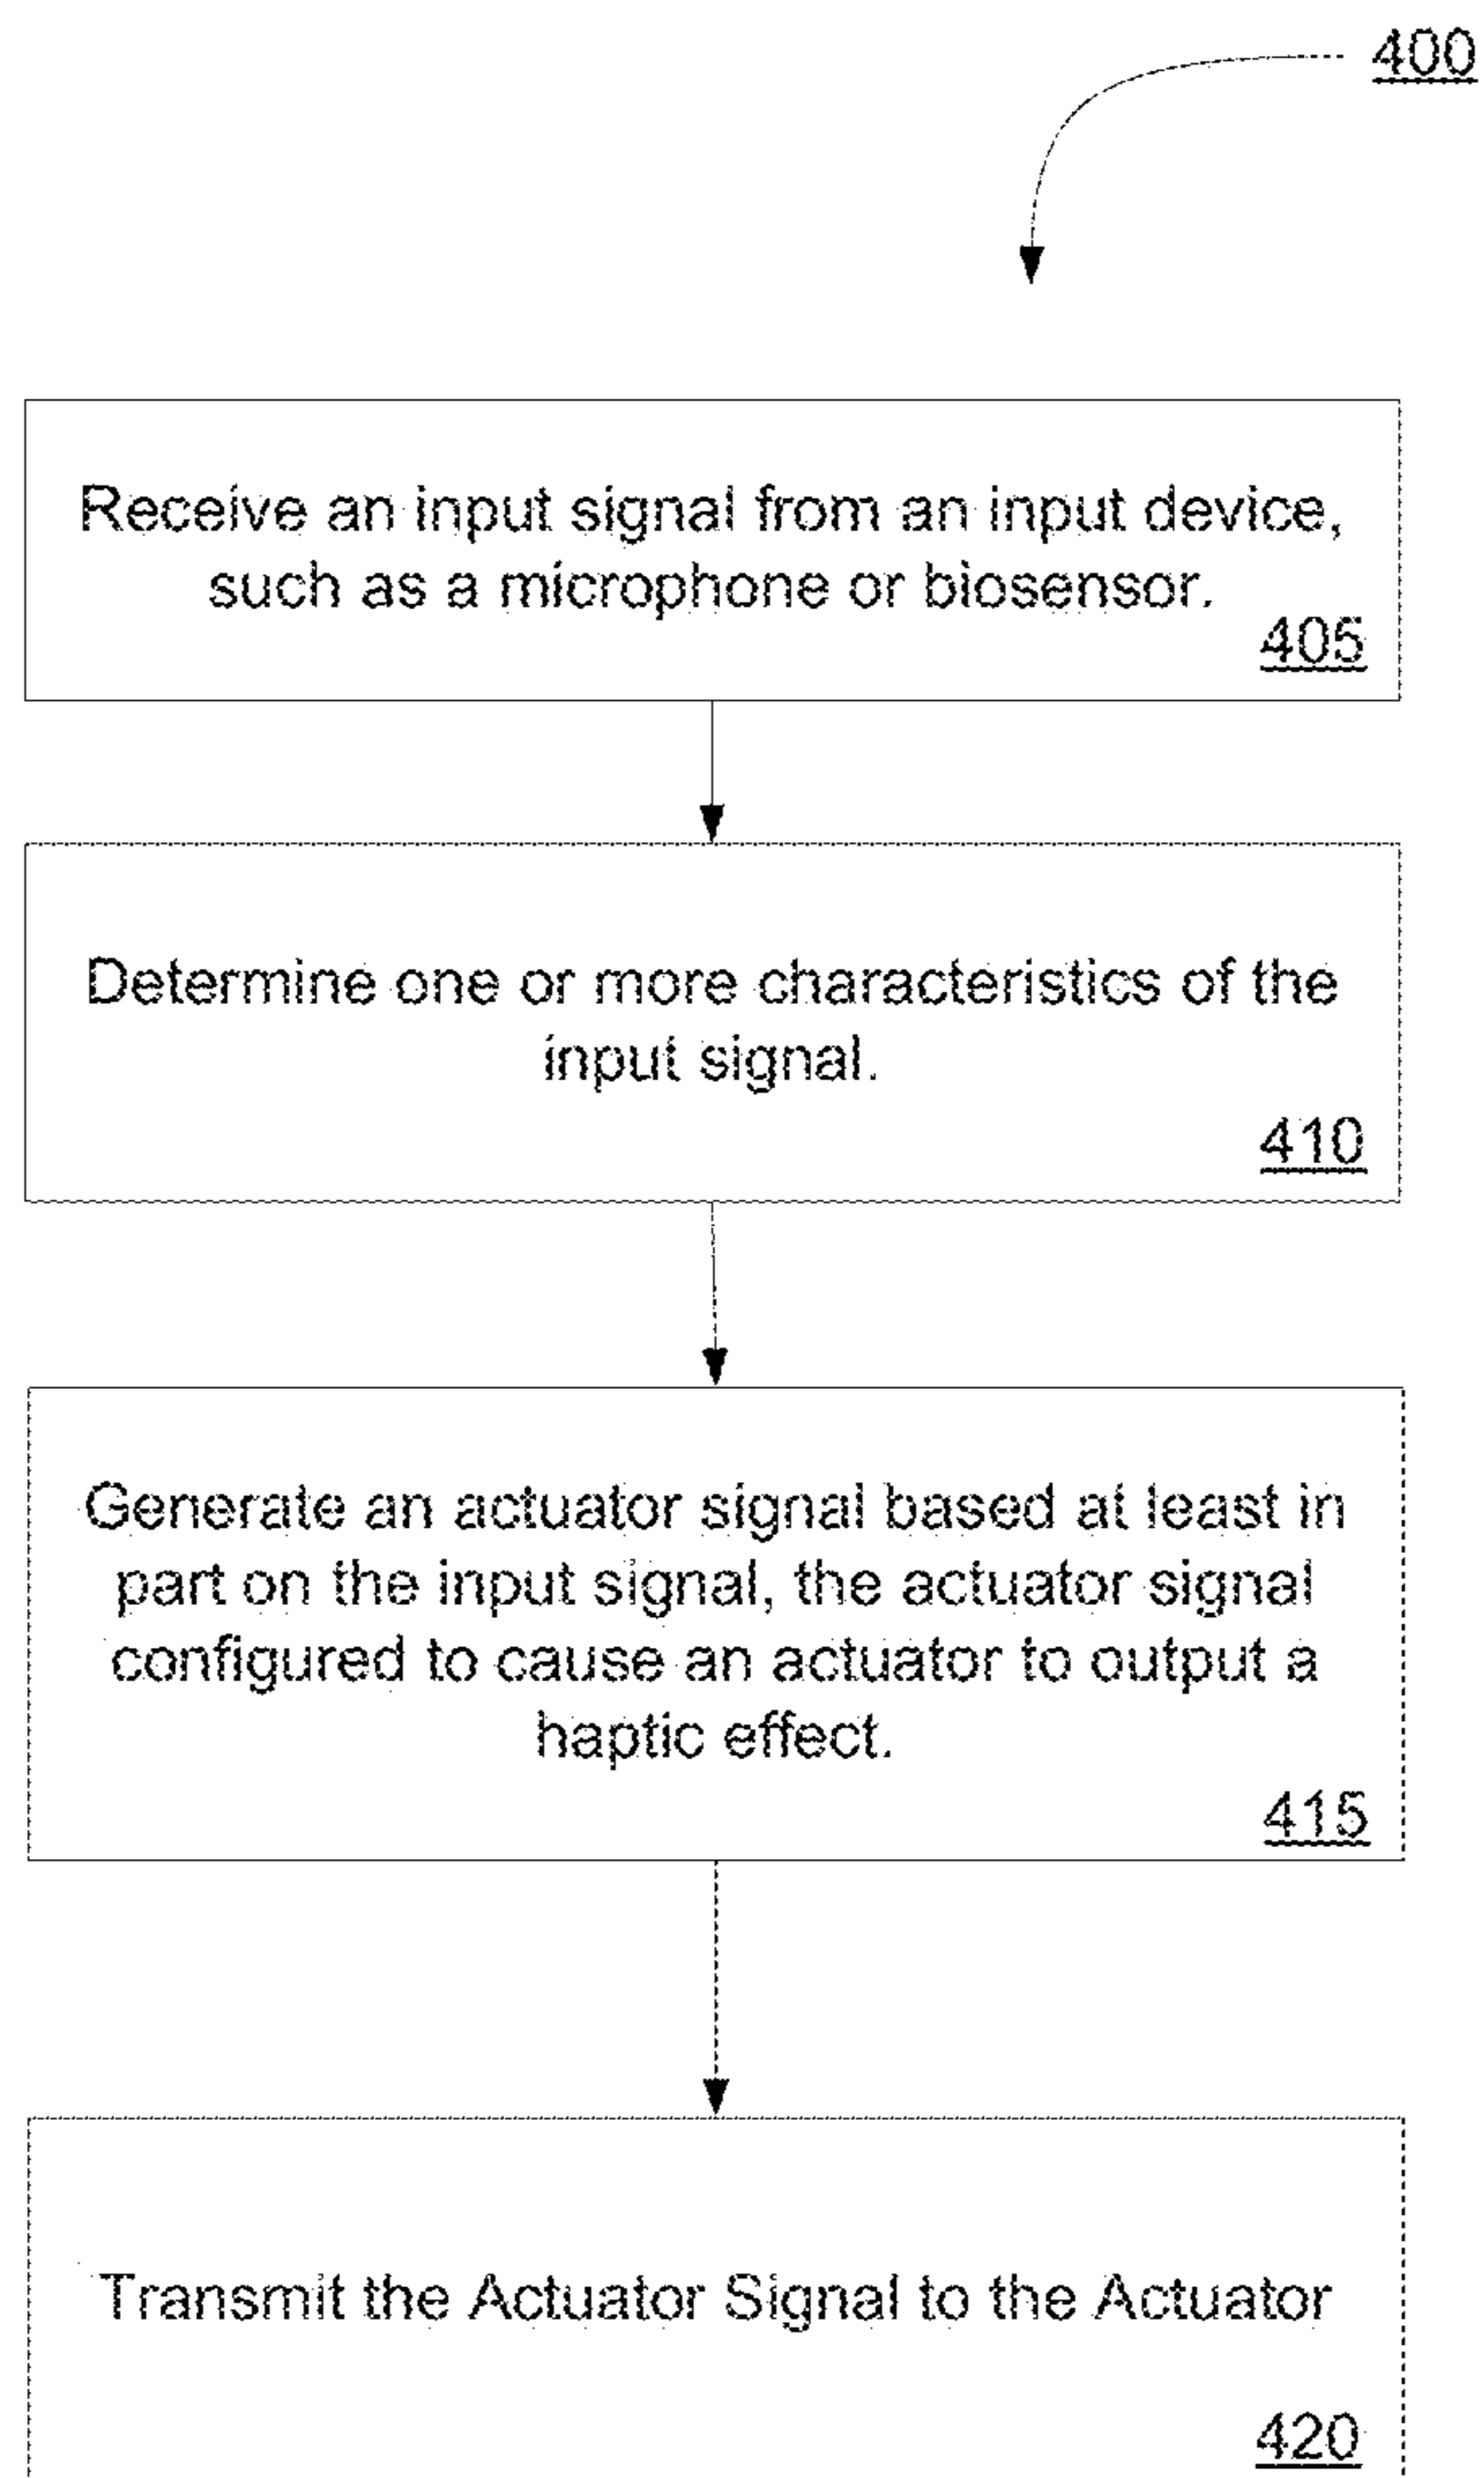 400
Receive an input signal from an input device,
such as a microphone or biosensor.
405
Determine one or more characteristics of the
input signal.
410
Generate an actuator signal based at least in
part on the input signal, the actuator signal
configured to cause an actuator to output a
haptic effect.
415
Transmit the Actuator Signal to the Actuator
420